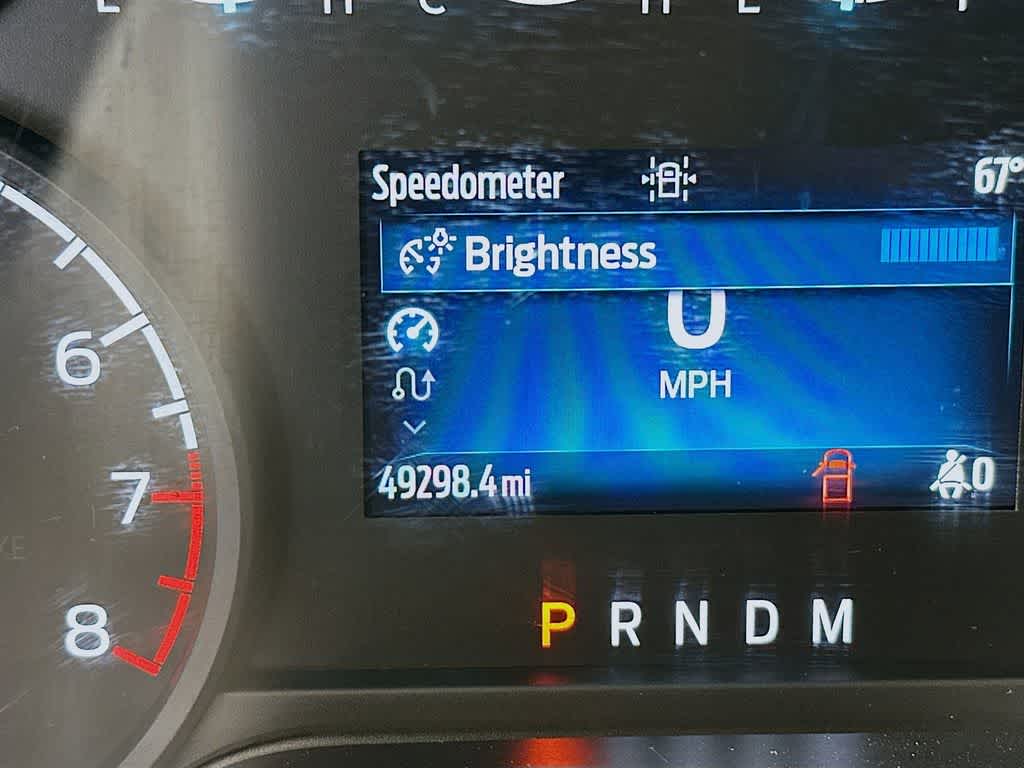 E H C H E F
Speedometer 67°
Brightness
0
MPH
6
7
8
49298.4 mi 0
P R N D M